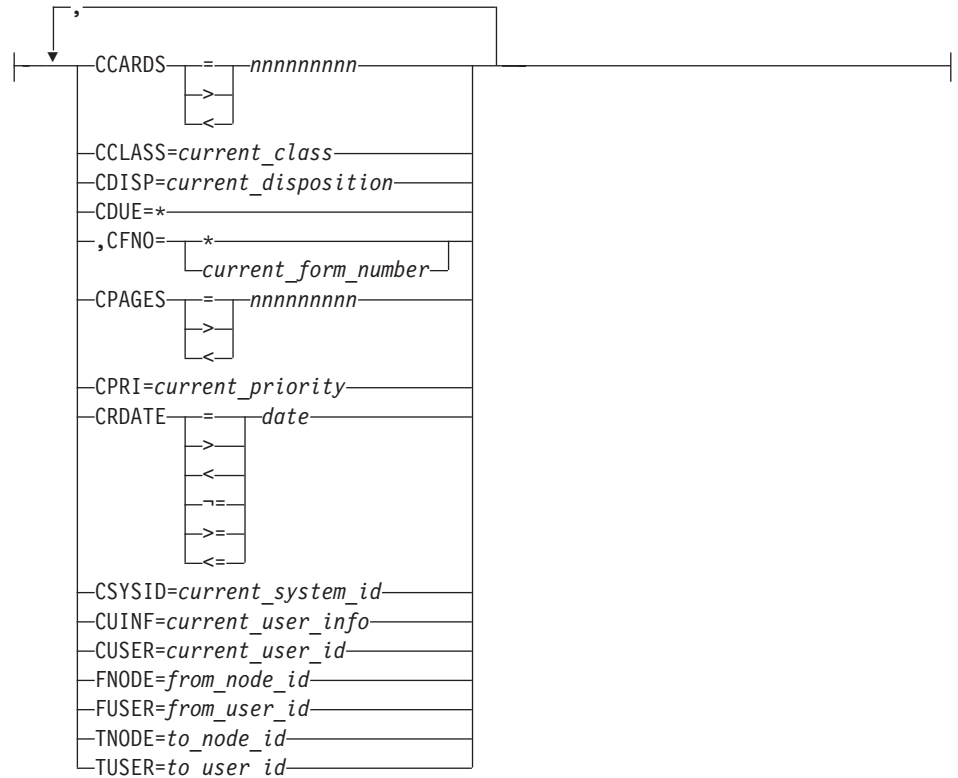 ,
CCARDS = nnnnnnnnn
>
<
CCLASS=current_class
CDISP=current_disposition
CDUE=*
,CFNO= *
current_form_number
CPAGES = nnnnnnnnn
>
<
CPRI=current_priority
CRDATE = date
>
<
¬=
>=
<=
CSYSID=current_system_id
CUINF=current_user_info
CUSER=current_user_id
FNODE=from_node_id
FUSER=from_user_id
TNODE=to_node_id
TUSER=to_user_id